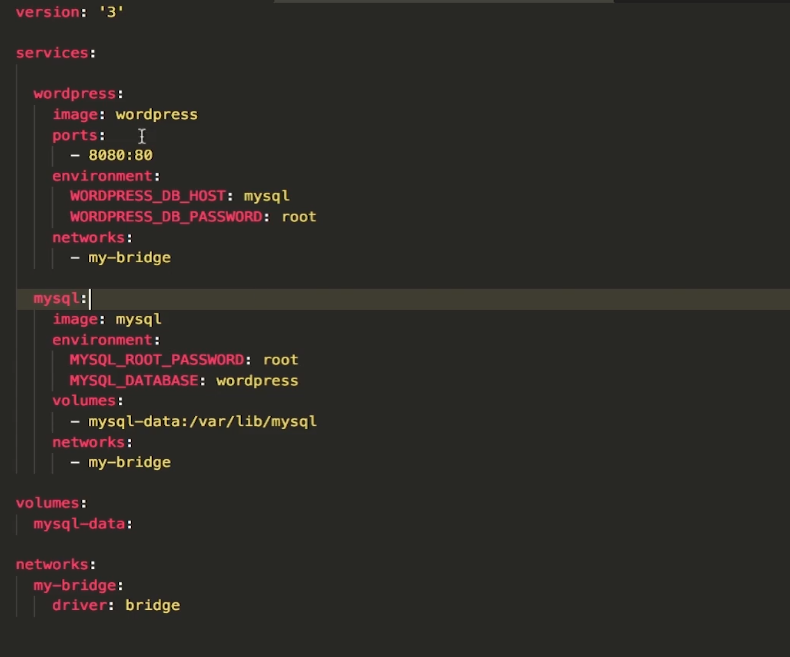 version: '3'
services:
wordpress:
image: wordpress
ports:
- 8080:80
environment:
WORDPRESS_DB_HOST: mysql
WORDPRESS_DB_PASSWORD: root
networks:
- my-bridge
mysql:
image: mysql
environment:
MYSQL_ROOT_PASSWORD: root
MYSQL_DATABASE: wordpress
volumes:
- mysql-data:/var/lib/mysql
networks:
- my-bridge
volumes:
mysql-data:
networks:
my-bridge:
driver: bridge